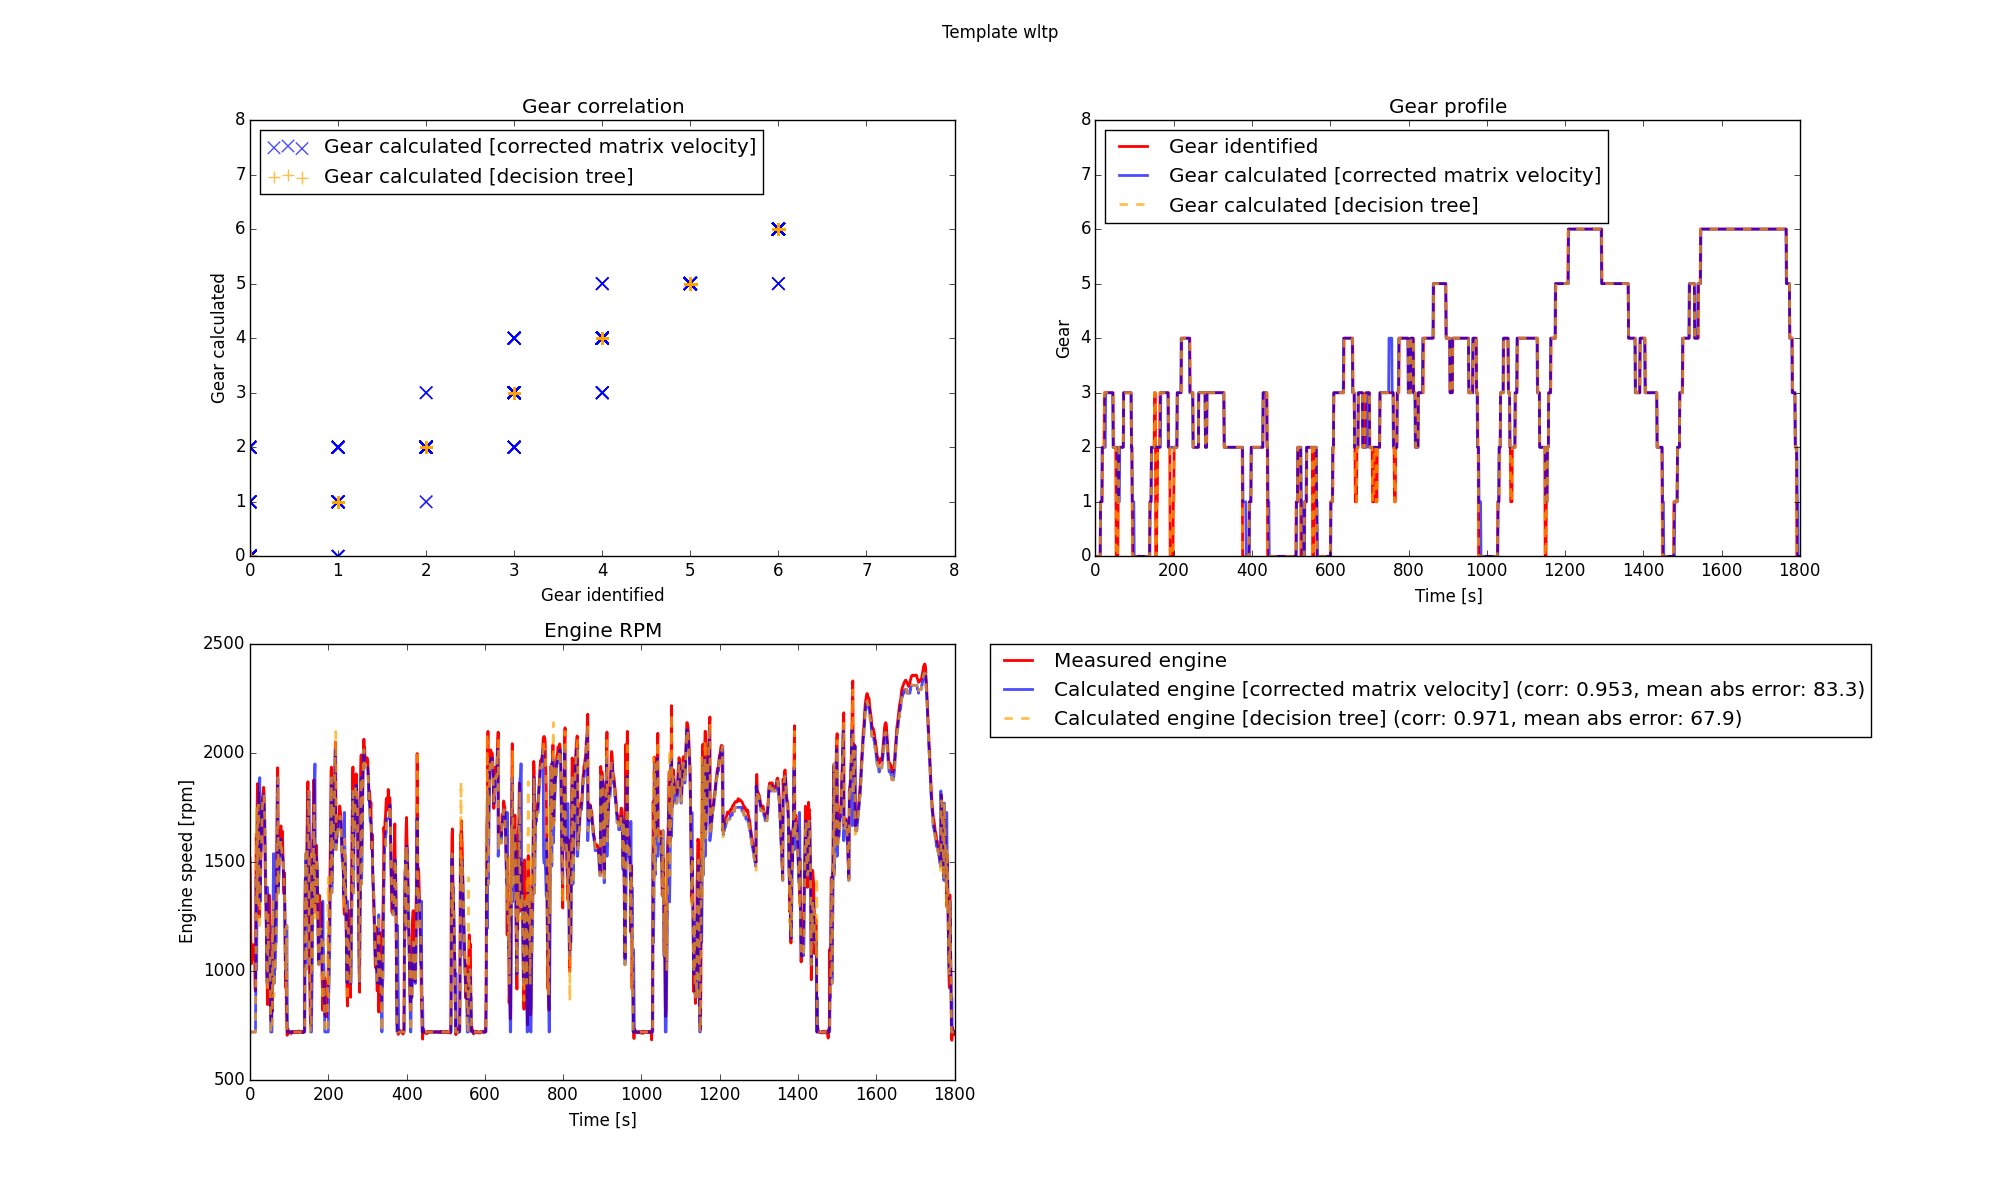 Template wltp
Gear correlation
Gear calculated [corrected matrix velocity]
Gear calculated [decision tree]
8
7
6
5
4
3
2
1
0
Gear calculated
0 1 2 3 4 5 6 7 8
Gear identified
Gear profile
Gear identified
Gear calculated [corrected matrix velocity]
Gear calculated [decision tree]
8
7
6
5
4
3
2
1
0
Gear
0 200 400 600 800 1000 1200 1400 1600 1800
Time [s]
Engine RPM
2500
2000
1500
1000
500
Engine speed [rpm]
0 200 400 600 800 1000 1200 1400 1600 1800
Time [s]
Measured engine
Calculated engine [corrected matrix velocity] (corr: 0.953, mean abs error: 83.3)
Calculated engine [decision tree] (corr: 0.971, mean abs error: 67.9)